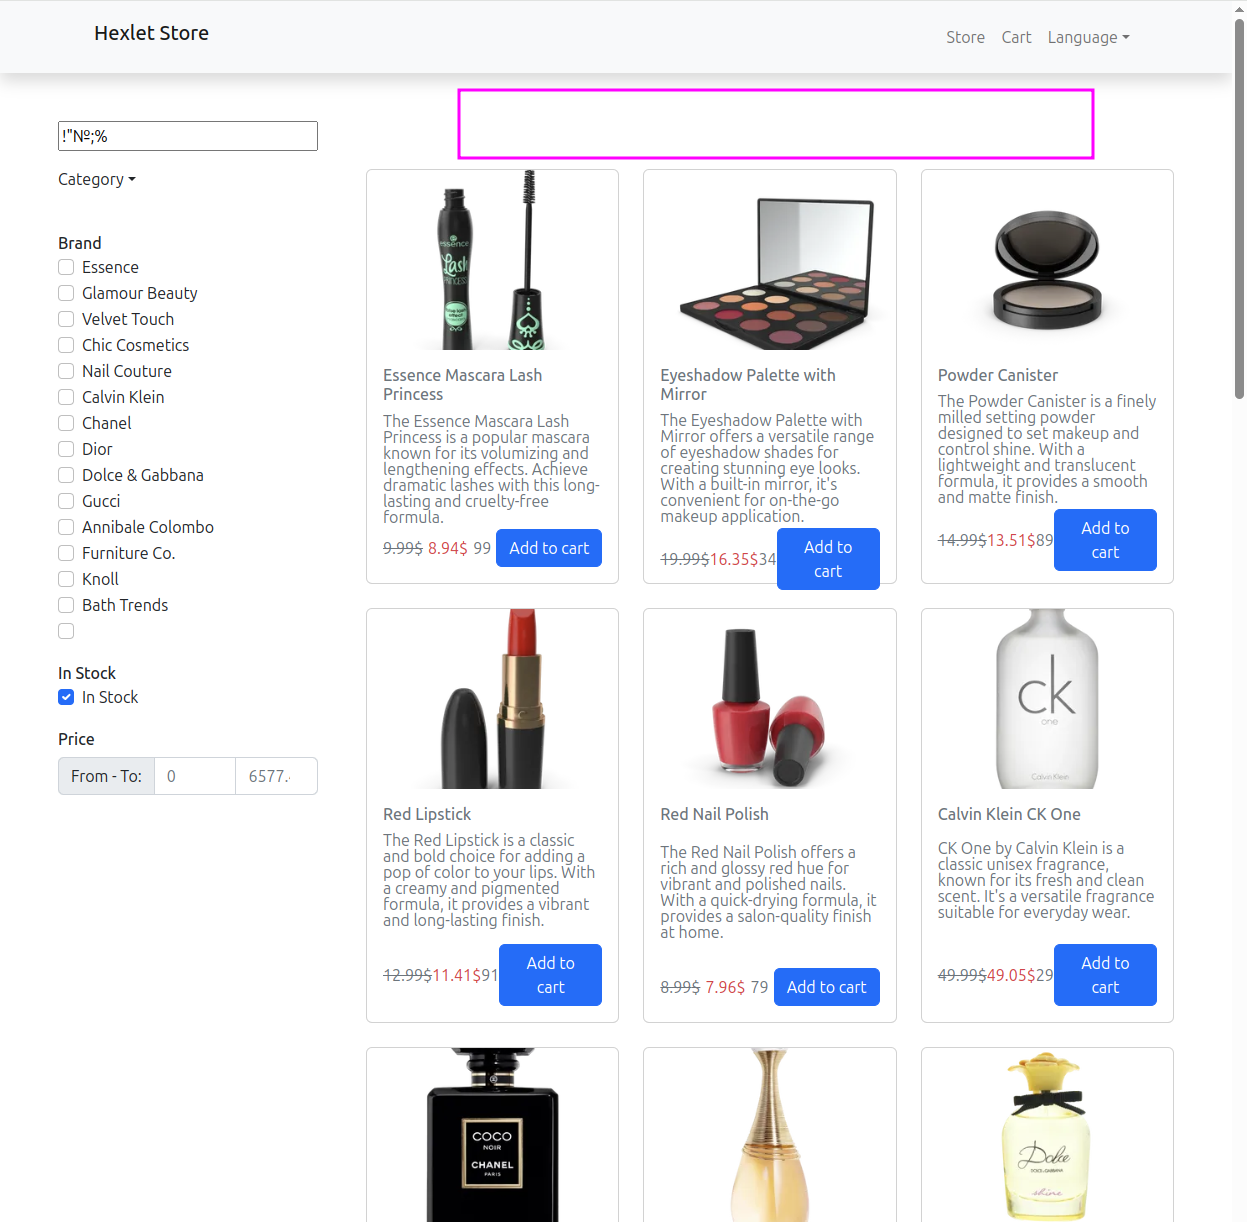 Hexlet Store
Store
Cart
Language
!"№;%
Category
Brand
Essence
Glamour Beauty
Velvet Touch
Chic Cosmetics
Nail Couture
Calvin Klein
Chanel
Dior
Dolce & Gabbana
Gucci
Annibale Colombo
Furniture Co.
Knoll
Bath Trends
In Stock
In Stock
Price
From - To:
0
6577.
essence
Lash
PRINCESS
Essence Mascara Lash
Princess
The Essence Mascara Lash
Princess is a popular mascara
known for its volumizing and
lengthening effects. Achieve
dramatic lashes with this long-
lasting and cruelty-free
formula.
9.99$ 8.94$ 99
Add to cart
Eyeshadow Palette with
Mirror
The Eyeshadow Palette with
Mirror offers a versatile range
of eyeshadow shades for
creating stunning eye looks.
With a built-in mirror, it's
convenient for on-the-go
makeup application.
19.99$16.35$34
Add to
cart
Powder Canister
The Powder Canister is a finely
milled setting powder
designed to set makeup and
control shine. With a
lightweight and translucent
formula, it provides a smooth
and matte finish.
14.99$13.51$89
Add to
cart
Red Lipstick
The Red Lipstick is a classic
and bold choice for adding a
pop of color to your lips. With
a creamy and pigmented
formula, it provides a vibrant
and long-lasting finish.
12.99$11.41$91
Add to
cart
Red Nail Polish
The Red Nail Polish offers a
rich and glossy red hue for
vibrant and polished nails.
With a quick-drying formula, it
provides a salon-quality finish
at home.
8.99$ 7.96$ 79
Add to cart
ck
one
Calvin Klein
Calvin Klein CK One
CK One by Calvin Klein is a
classic unisex fragrance,
known for its fresh and clean
scent. It's a versatile fragrance
suitable for everyday wear.
49.99$49.05$29
Add to
cart
COCO
NOIR
CHANEL
PARIS
Dolce
DOLCE & GABBANA
shine